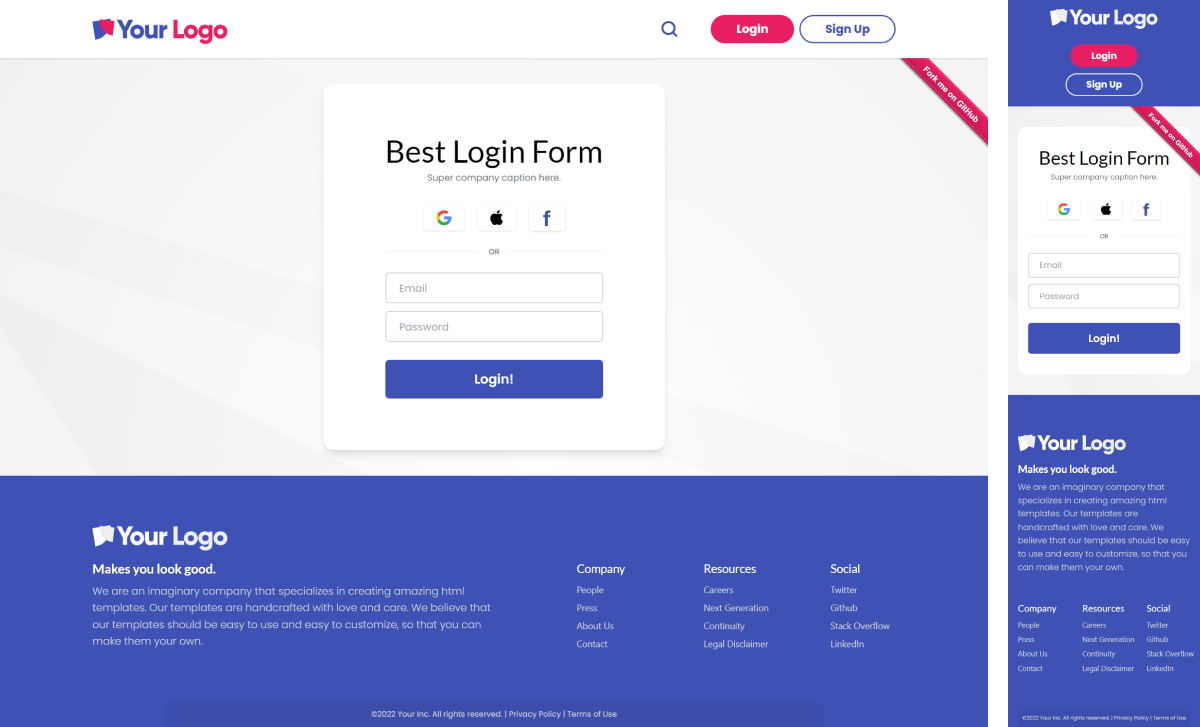 Your Logo
Login
Sign Up
Fork me on GitHub
Best Login Form
Super company caption here.
f
OR
Email
Password
Login!
Your Logo
Makes you look good.
We are an imaginary company that specializes in creating amazing html
templates. Our templates are handcrafted with love and care. We believe that
our templates should be easy to use and easy to customize, so that you can
make them your own.
Company
People
Press
About Us
Contact
Resources
Careers
Next Generation
Continuity
Legal Disclaimer
Social
Twitter
Github
Stack Overflow
LinkedIn
©2022 Your Inc. All rights reserved. | Privacy Policy | Terms of Use
Your Logo
Login
Sign Up
Fork me on GitHub
Best Login Form
Super company caption here.
f
OR
Email
Password
Login!
Your Logo
Makes you look good.
We are an imaginary company that
specializes in creating amazing html
templates. Our templates are
handcrafted with love and care. We
believe that our templates should be easy
to use and easy to customize, so that you
can make them your own.
Company
People
Press
About Us
Contact
Resources
Careers
Next Generation
Continuity
Legal Disclaimer
Social
Twitter
Github
Stack Overflow
LinkedIn
©2022 Your Inc. All rights reserved. | Privacy Policy | Terms of Use